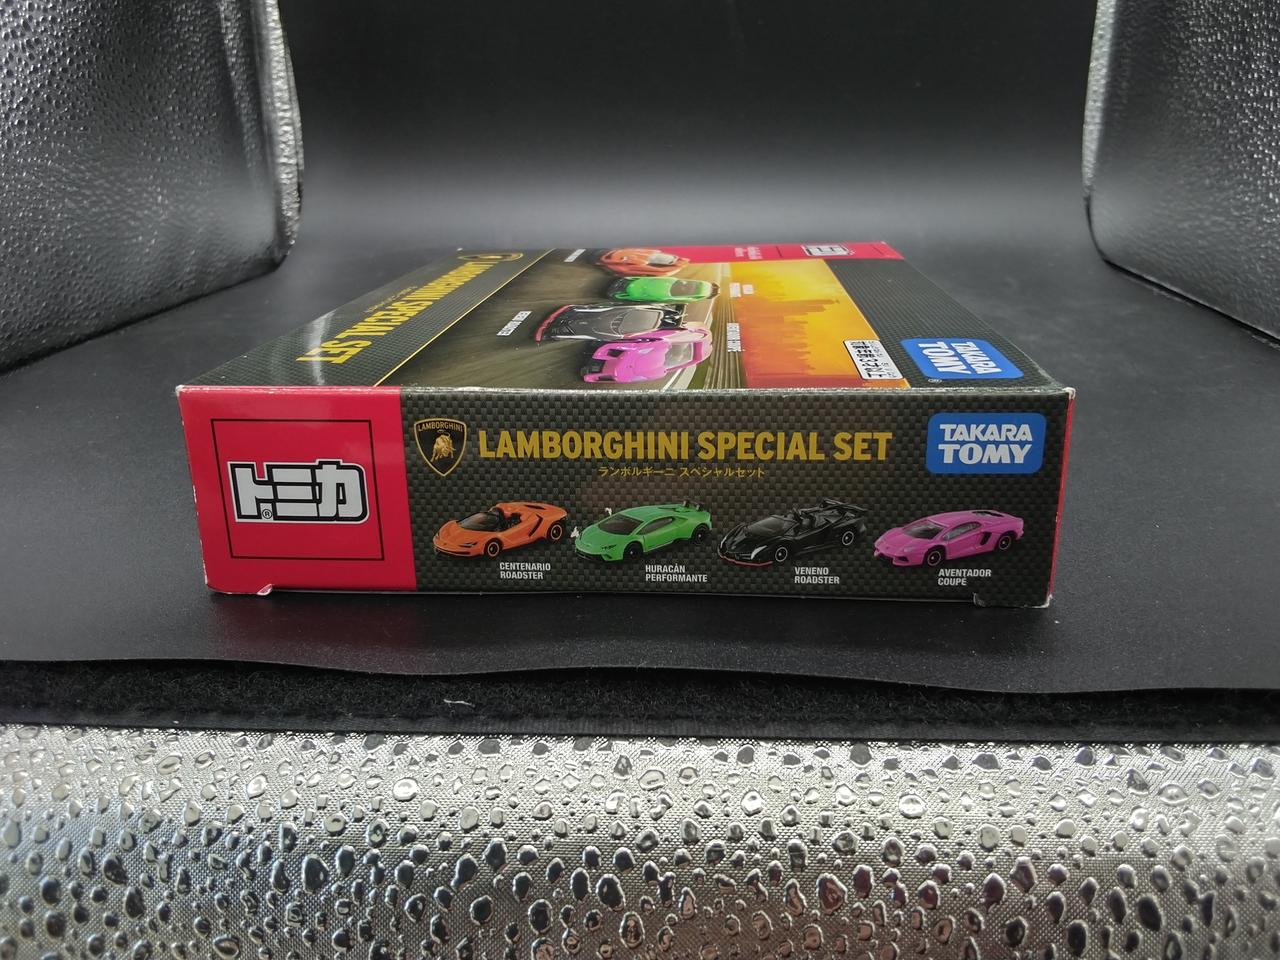 LAMBORGHINI SPECIAL SET
TAKARA
TOMY
トミカ
®
LAMBORGHINI
LAMBORGHINI SPECIAL SET
ランボルギーニ スペシャルセット
TAKARA
TOMY
CENTENARIO
ROADSTER
HURACÁN
PERFORMANTE
VENENO
ROADSTER
AVENTADOR
COUPÉ